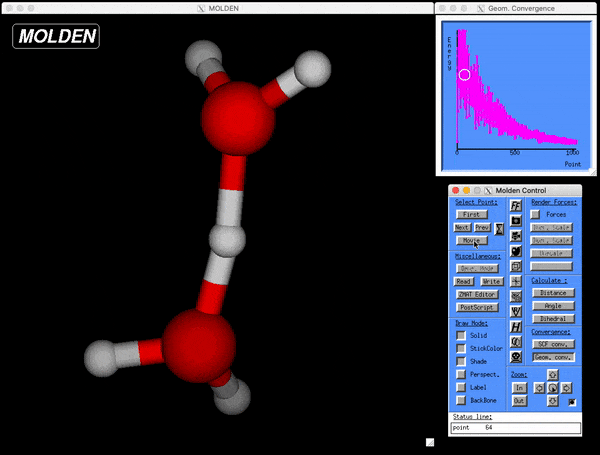 MOLDEN
MOLDEN
Geom. Convergence
Energy
0
500
1000
Point
Molden Control
Select Point:
First
Next Prev
Movie
Miscellaneous:
Read Write
ZMAT Editor
PostScript
Draw Mode:
Solid
StickColor
Shade
Perspect.
Label
BackBone
Render Forces:
Forces
Calculate :
Distance
Angle
Dihedral
Convergence:
SCF conv.
Geom. conv.
Zoom:
In
Out
Status line:
point 64